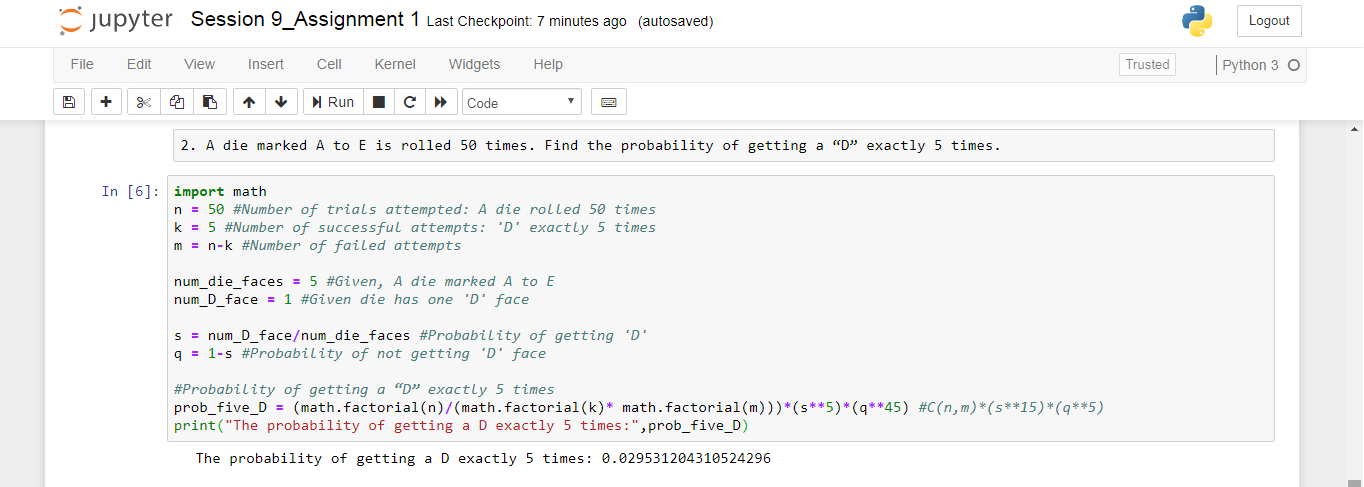 jupyter Session 9_Assignment 1 Last Checkpoint: 7 minutes ago (autosaved) Logout
File Edit View Insert Cell Kernel Widgets Help Trusted Python 3
Run Code
2. A die marked A to E is rolled 50 times. Find the probability of getting a “D” exactly 5 times.
In [6]: import math
n = 50 #Number of trials attempted: A die rolled 50 times
k = 5 #Number of successful attempts: 'D' exactly 5 times
m = n-k #Number of failed attempts
num_die_faces = 5 #Given, A die marked A to E
num_D_face = 1 #Given die has one 'D' face
s = num_D_face/num_die_faces #Probability of getting 'D'
q = 1-s #Probability of not getting 'D' face
#Probability of getting a “D” exactly 5 times
prob_five_D = (math.factorial(n)/(math.factorial(k)* math.factorial(m)))*(s**5)*(q**45) #C(n,m)*(s**15)*(q**5)
print("The probability of getting a D exactly 5 times:",prob_five_D)
The probability of getting a D exactly 5 times: 0.029531204310524296